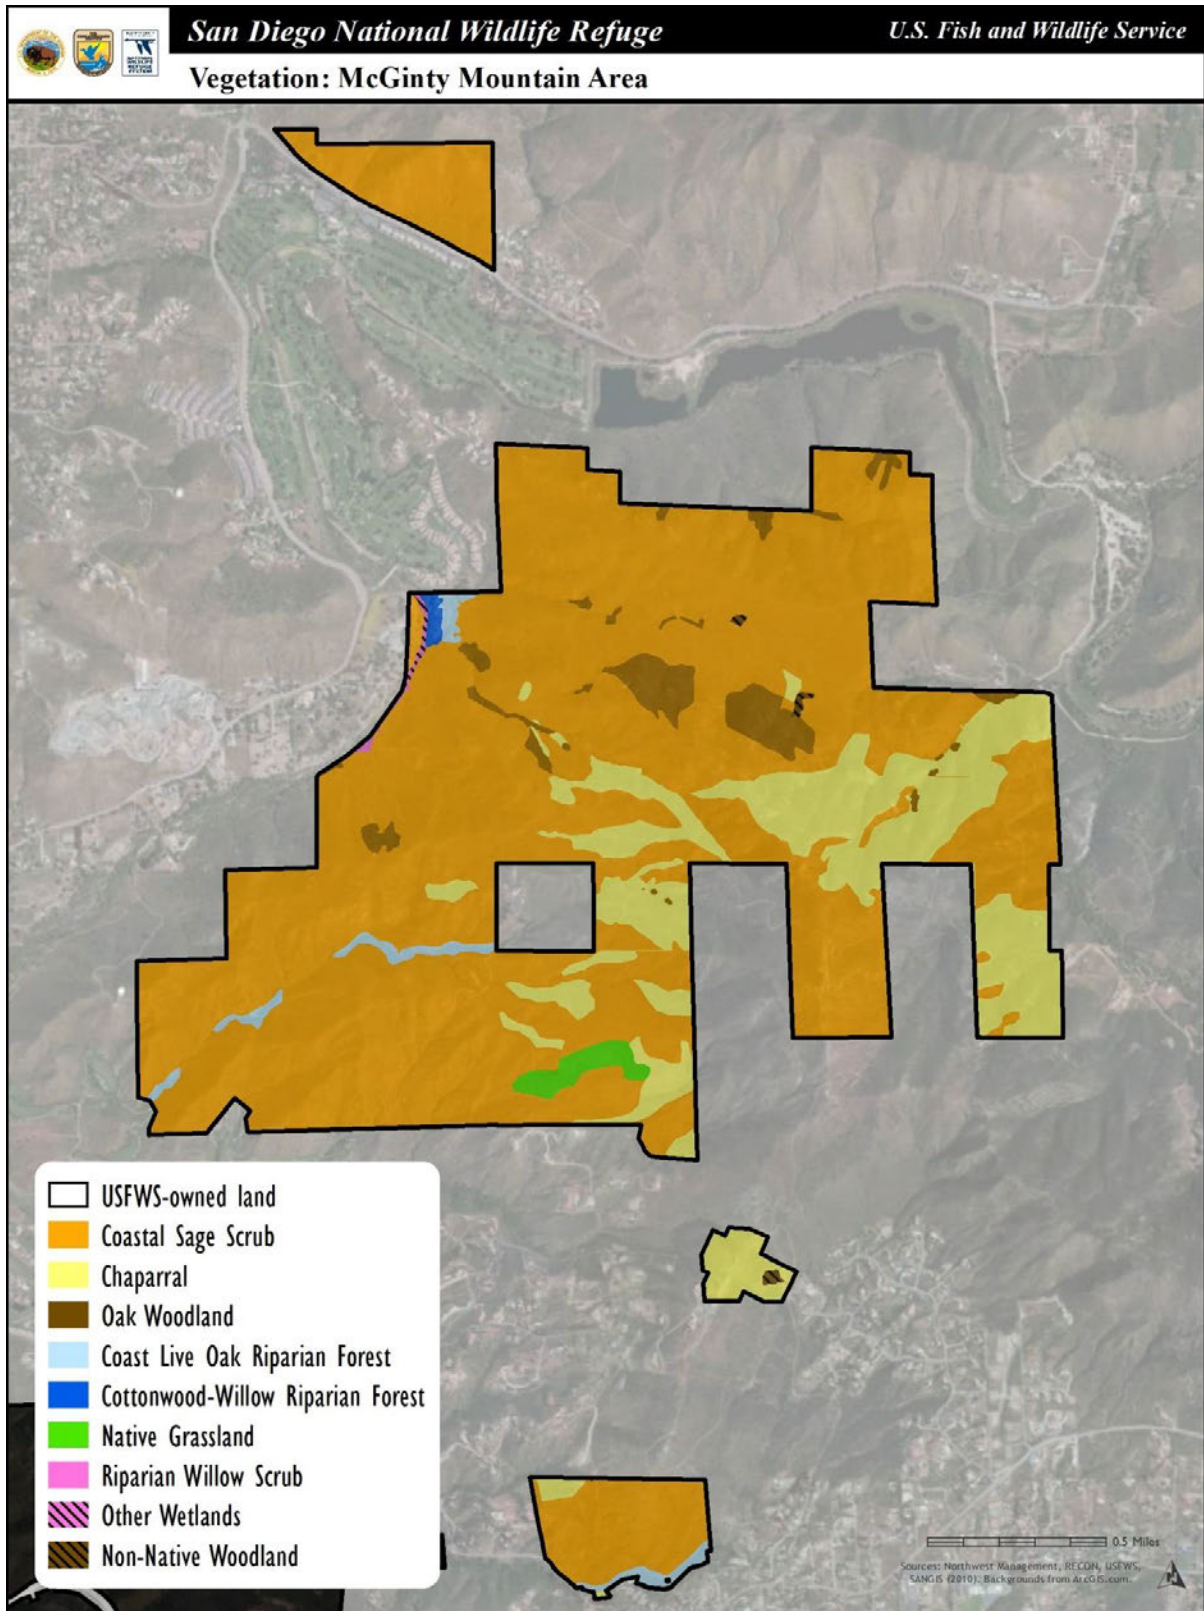 San Diego National Wildlife Refuge
U.S. Fish and Wildlife Service
Vegetation: McGinty Mountain Area
USFWS-owned land
Coastal Sage Scrub
Chaparral
Oak Woodland
Coast Live Oak Riparian Forest
Cottonwood-Willow Riparian Forest
Native Grassland
Riparian Willow Scrub
Other Wetlands
Non-Native Woodland
0.5 Miles
Sources: Northwest Management, RECON, USFWS,
SANGIS (2010). Backgrounds from ArcGIS.com.